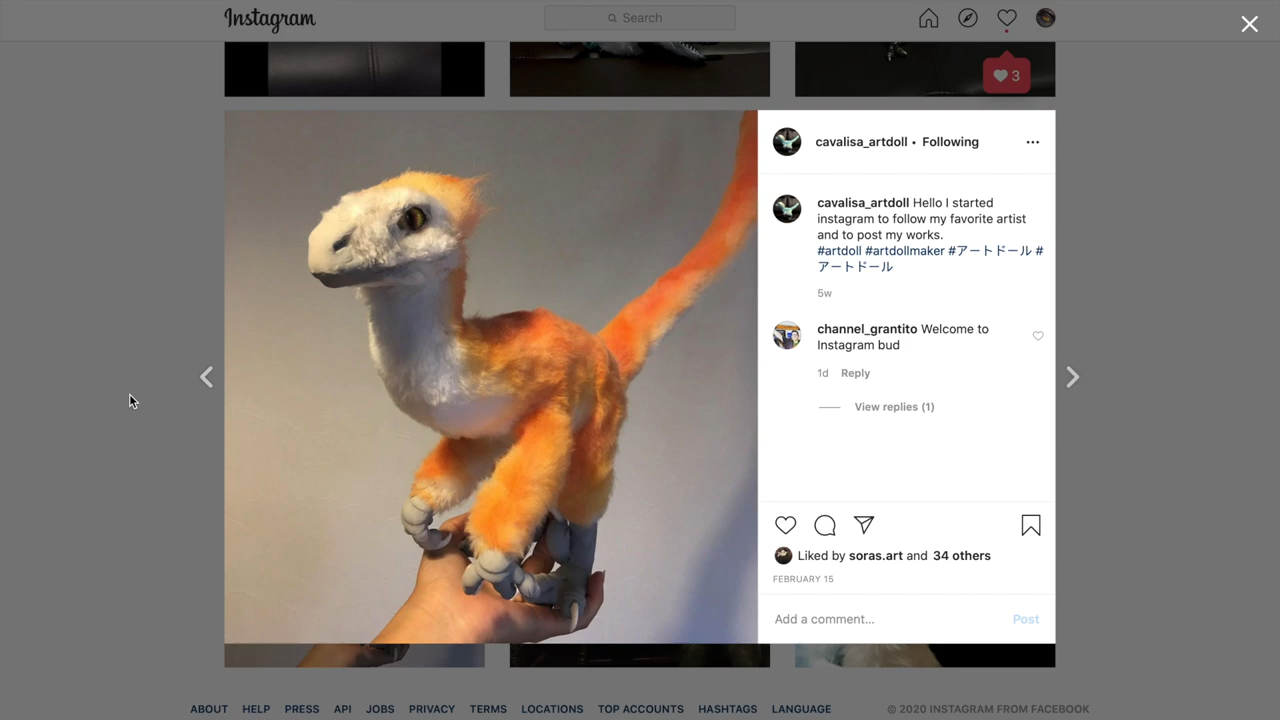 Instagram
Search
3
cavalisa_artdoll • Following
cavalisa_artdoll Hello I started
instagram to follow my favorite artist
and to post my works.
#artdoll #artdollmaker #アートドール #
アートドール
5w
channel_grantito Welcome to
Instagram bud
1d Reply
View replies (1)
Liked by soras.art and 34 others
FEBRUARY 15
Add a comment... Post
ABOUT HELP PRESS API JOBS PRIVACY TERMS LOCATIONS TOP ACCOUNTS HASHTAGS LANGUAGE © 2020 INSTAGRAM FROM FACEBOOK